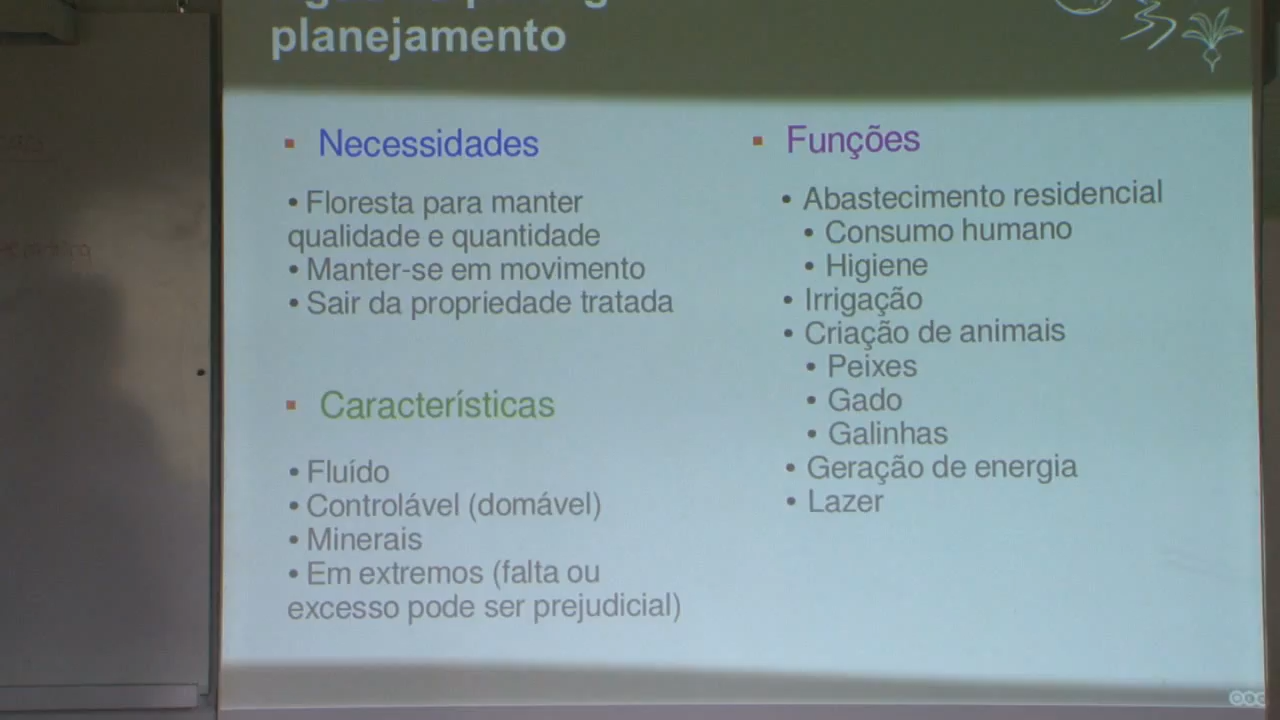 planejamento
▪ Necessidades
• Floresta para manter
qualidade e quantidade
• Manter-se em movimento
• Sair da propriedade tratada
▪ Características
• Fluído
• Controlável (domável)
• Minerais
• Em extremos (falta ou
excesso pode ser prejudicial)
▪ Funções
• Abastecimento residencial
• Consumo humano
• Higiene
• Irrigação
• Criação de animais
• Peixes
• Gado
• Galinhas
• Geração de energia
• Lazer